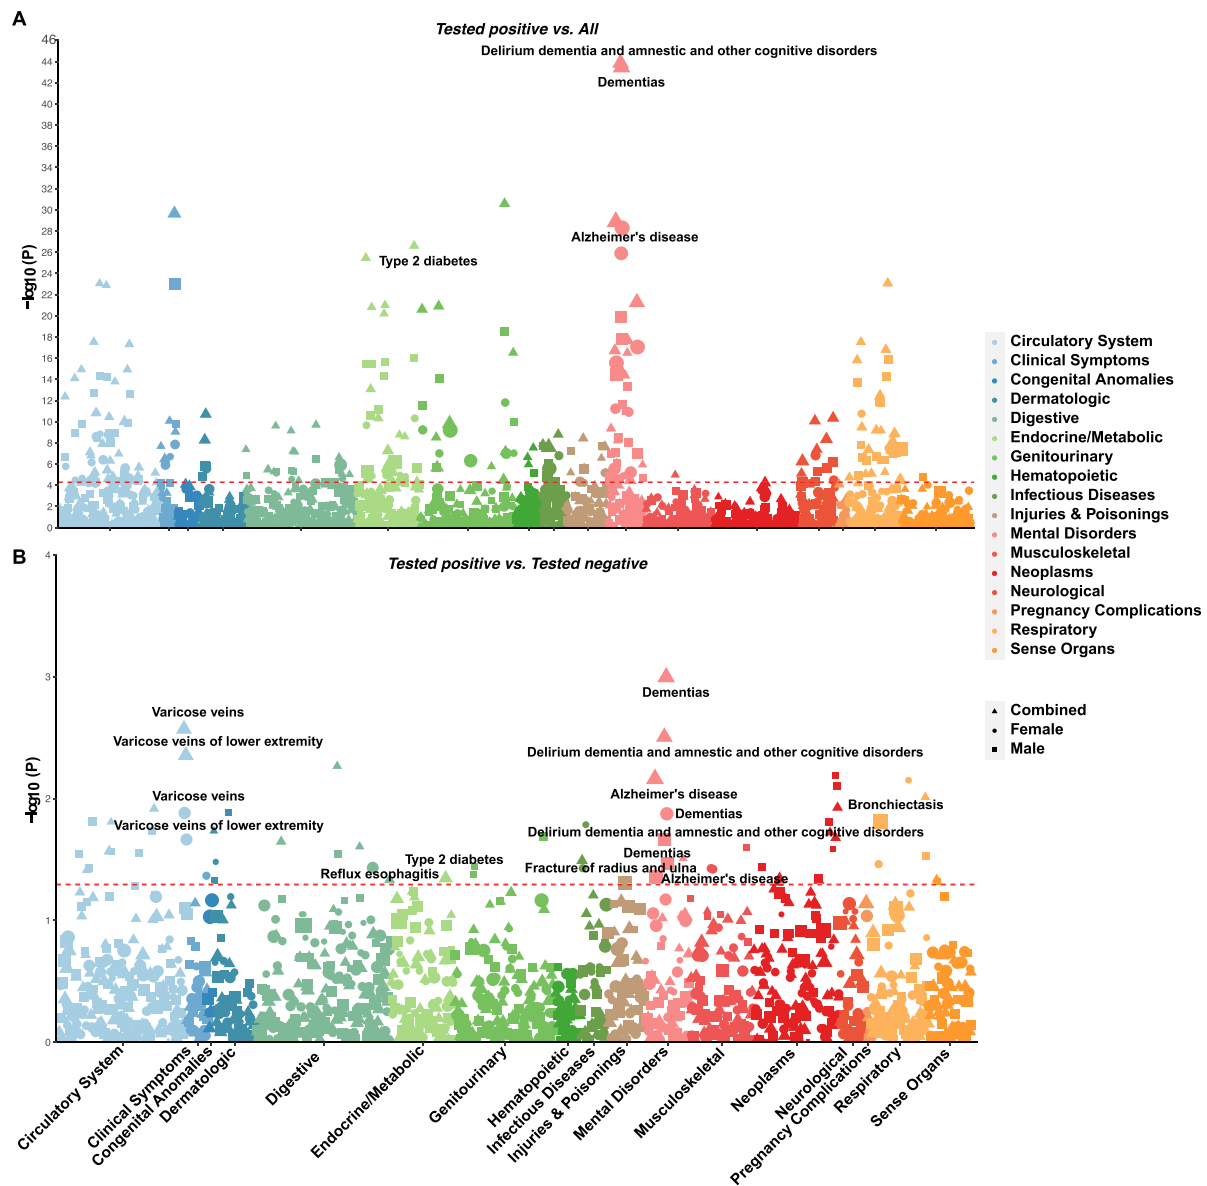 A
Tested positive vs. All
46
Delirium dementia and amnestic and other cognitive disorders
44
Dementias
42
40
38
36
34
32
30
28
Alzheimer's disease
26
Type 2 diabetes
24
22
20
18
16
14
12
10
8
6
4
2
0
−log10 (P)
Circulatory System
Clinical Symptoms
Congenital Anomalies
Dermatologic
Digestive
Endocrine/Metabolic
Genitourinary
Hematopoietic
Infectious Diseases
Injuries & Poisonings
Mental Disorders
Musculoskeletal
Neoplasms
Neurological
Pregnancy Complications
Respiratory
Sense Organs
Combined
Female
Male
B
Tested positive vs. Tested negative
4
3
2
1
0
−log10 (P)
Dementias
Varicose veins
Varicose veins of lower extremity
Delirium dementia and amnestic and other cognitive disorders
Alzheimer's disease
Varicose veins
Bronchiectasis
Dementias
Varicose veins of lower extremity
Delirium dementia and amnestic and other cognitive disorders
Dementias
Type 2 diabetes
Fracture of radius and ulna
Reflux esophagitis
Alzheimer's disease
Circulatory System
Clinical Symptoms
Congenital Anomalies
Dermatologic
Digestive
Endocrine/Metabolic
Genitourinary
Hematopoietic
Infectious Diseases
Injuries & Poisonings
Mental Disorders
Musculoskeletal
Neoplasms
Neurological
Pregnancy Complications
Respiratory
Sense Organs